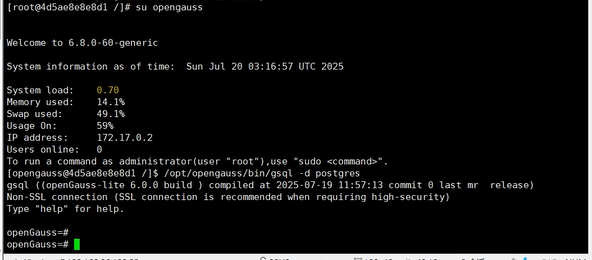 [root@4d5ae8e8e8d1 /]# su opengauss
Welcome to 6.8.0-60-generic
System information as of time:  Sun Jul 20 03:16:57 UTC 2025
System load:    0.70
Memory used:    14.1%
Swap used:      49.1%
Usage On:       59%
IP address:     172.17.0.2
Users online:   0
To run a command as administrator(user "root"),use "sudo <command>".
[opengauss@4d5ae8e8e8d1 /]$ /opt/opengauss/bin/gsql -d postgres
gsql ((openGauss-lite 6.0.0 build ) compiled at 2025-07-19 11:57:13 commit 0 last mr  release)
Non-SSL connection (SSL connection is recommended when requiring high-security)
Type "help" for help.
openGauss=#
openGauss=#